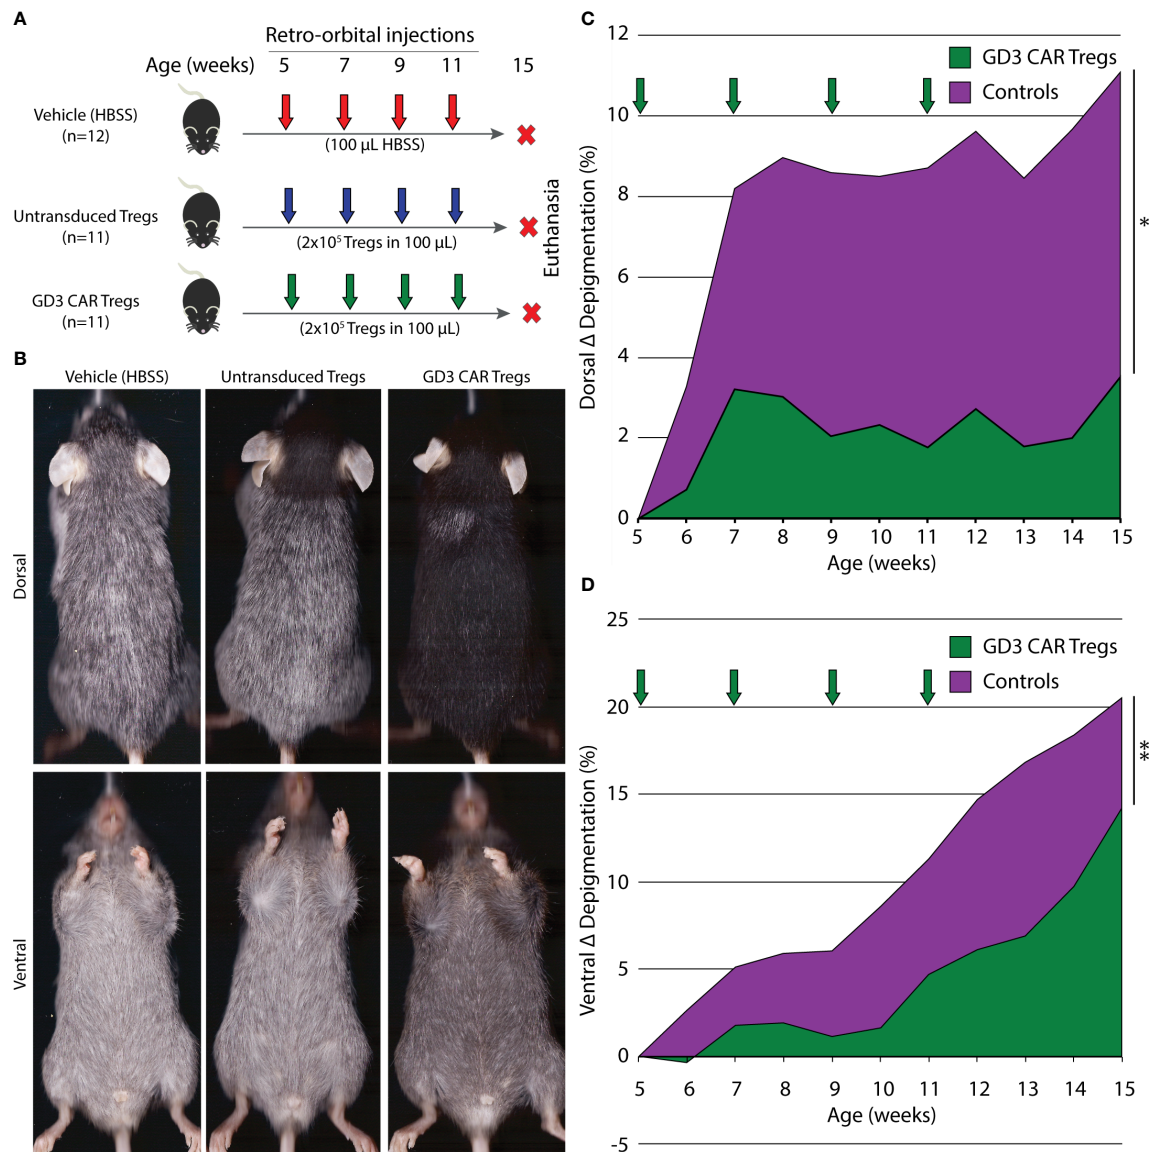 A
Retro-orbital injections
Age (weeks) 5 7 9 11 15
Vehicle (HBSS)
(n=12)
(100 µL HBSS)
Untransduced Tregs
(n=11)
(2x10⁵ Tregs in 100 µL)
GD3 CAR Tregs
(n=11)
(2x10⁵ Tregs in 100 µL)
Euthanasia
B
Vehicle (HBSS) Untransduced Tregs GD3 CAR Tregs
Dorsal
Ventral
C
Dorsal Δ Depigmentation (%)
12
10
8
6
4
2
0
GD3 CAR Tregs
Controls
*
5 6 7 8 9 10 11 12 13 14 15
Age (weeks)
D
Ventral Δ Depigmentation (%)
25
20
15
10
5
0
-5
GD3 CAR Tregs
Controls
**
5 6 7 8 9 10 11 12 13 14 15
Age (weeks)